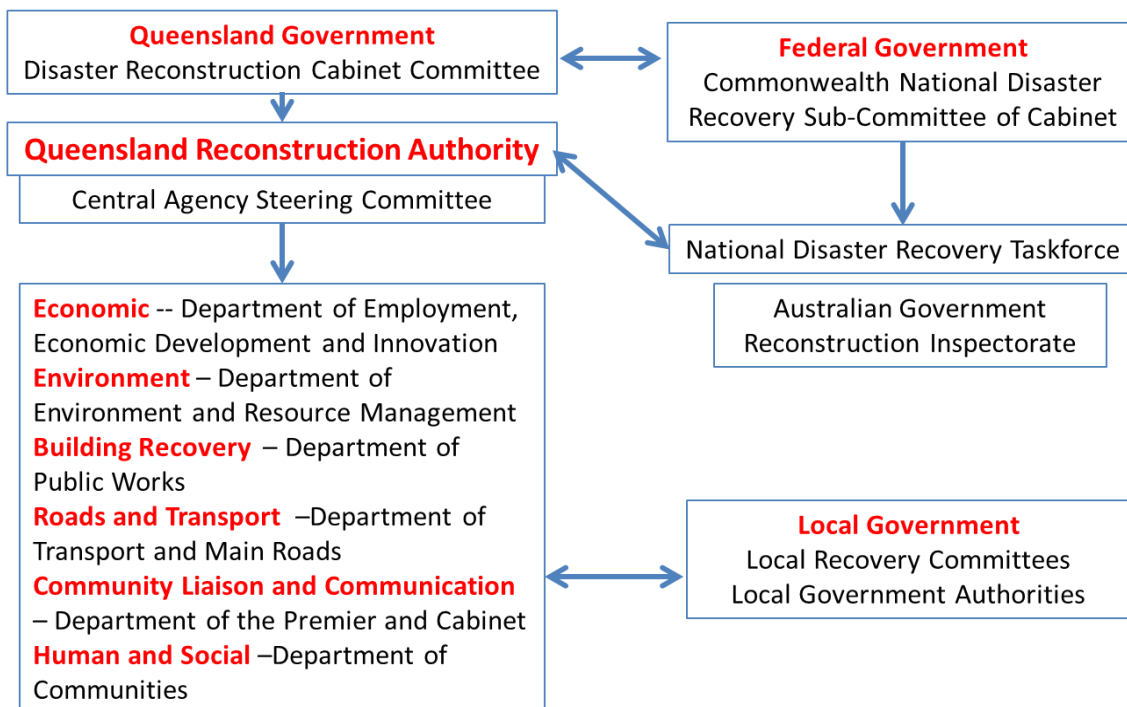 Queensland Government
Disaster Reconstruction Cabinet Committee
Federal Government
Commonwealth National Disaster
Recovery Sub-Committee of Cabinet
Queensland Reconstruction Authority
Central Agency Steering Committee
National Disaster Recovery Taskforce
Australian Government
Reconstruction Inspectorate
Economic -- Department of Employment,
Economic Development and Innovation
Environment – Department of
Environment and Resource Management
Building Recovery – Department of
Public Works
Roads and Transport –Department of
Transport and Main Roads
Community Liaison and Communication
– Department of the Premier and Cabinet
Human and Social –Department of
Communities
Local Government
Local Recovery Committees
Local Government Authorities